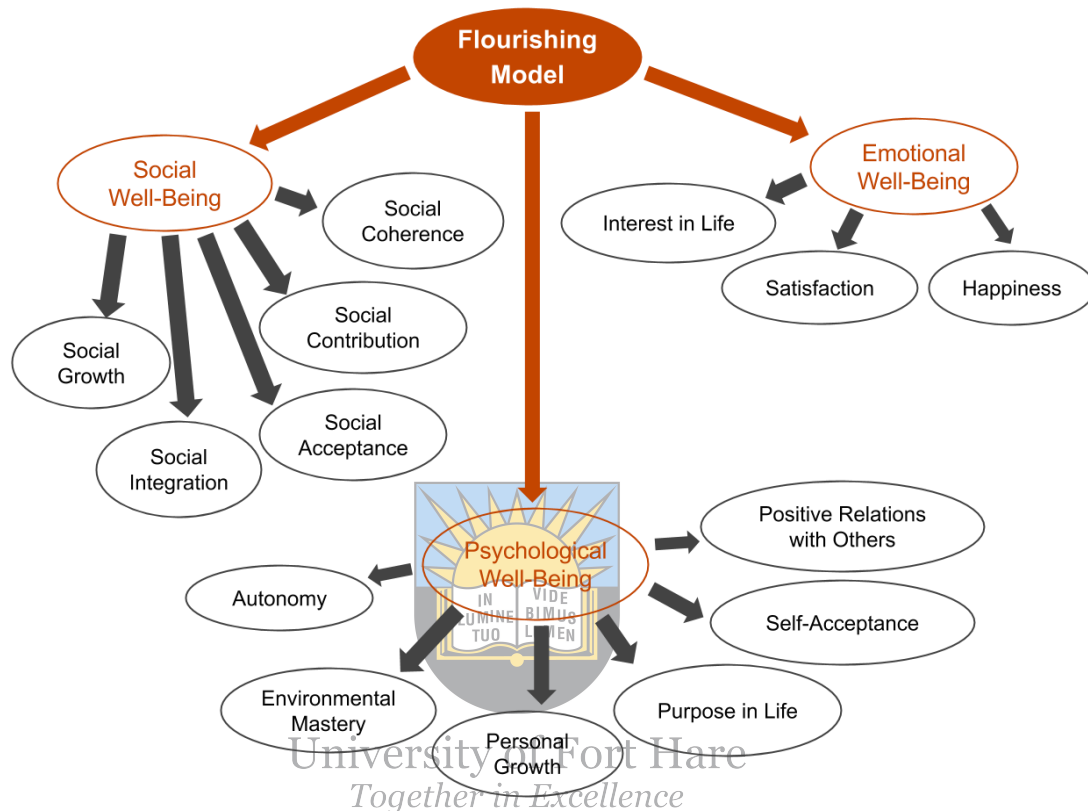 Flourishing
Model
Social
Well-Being
Emotional
Well-Being
Social
Coherence
Interest in Life
Satisfaction
Happiness
Social
Contribution
Social
Growth
Social
Acceptance
Social
Integration
Psychological
Well-Being
Positive Relations
with Others
Autonomy
IN
LUMINE
TUO
VIDE
BIMUS
LUMEN
Self-Acceptance
Environmental
Mastery
Personal
Growth
Purpose in Life
University of Fort Hare
Together in Excellence